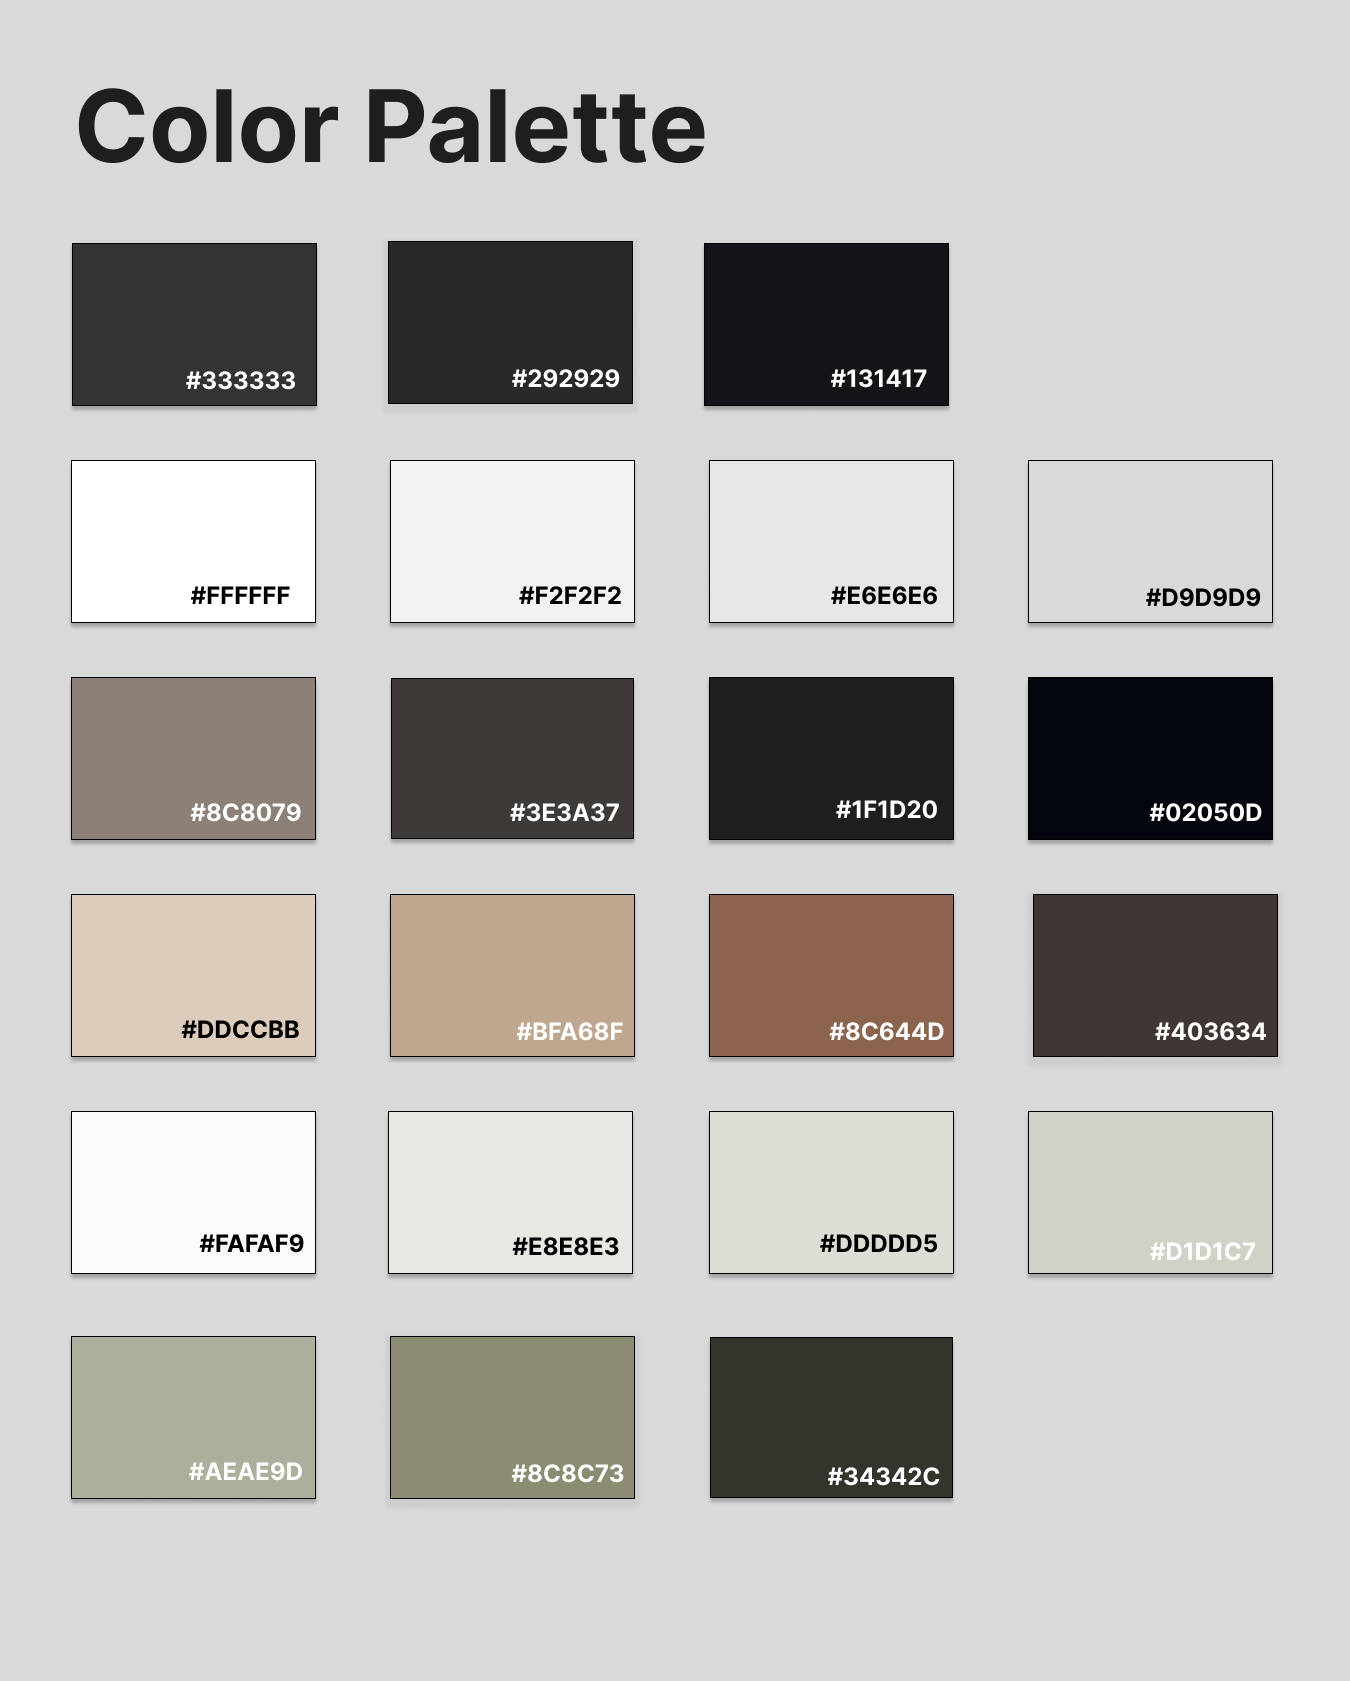 Color Palette
#333333 #292929 #131417
#FFFFFF #F2F2F2 #E6E6E6 #D9D9D9
#8C8079 #3E3A37 #1F1D20 #02050D
#DDCCBB #BFA68F #8C644D #403634
#FAFAF9 #E8E8E3 #DDDDD5 #D1D1C7
#AEAE9D #8C8C73 #34342C